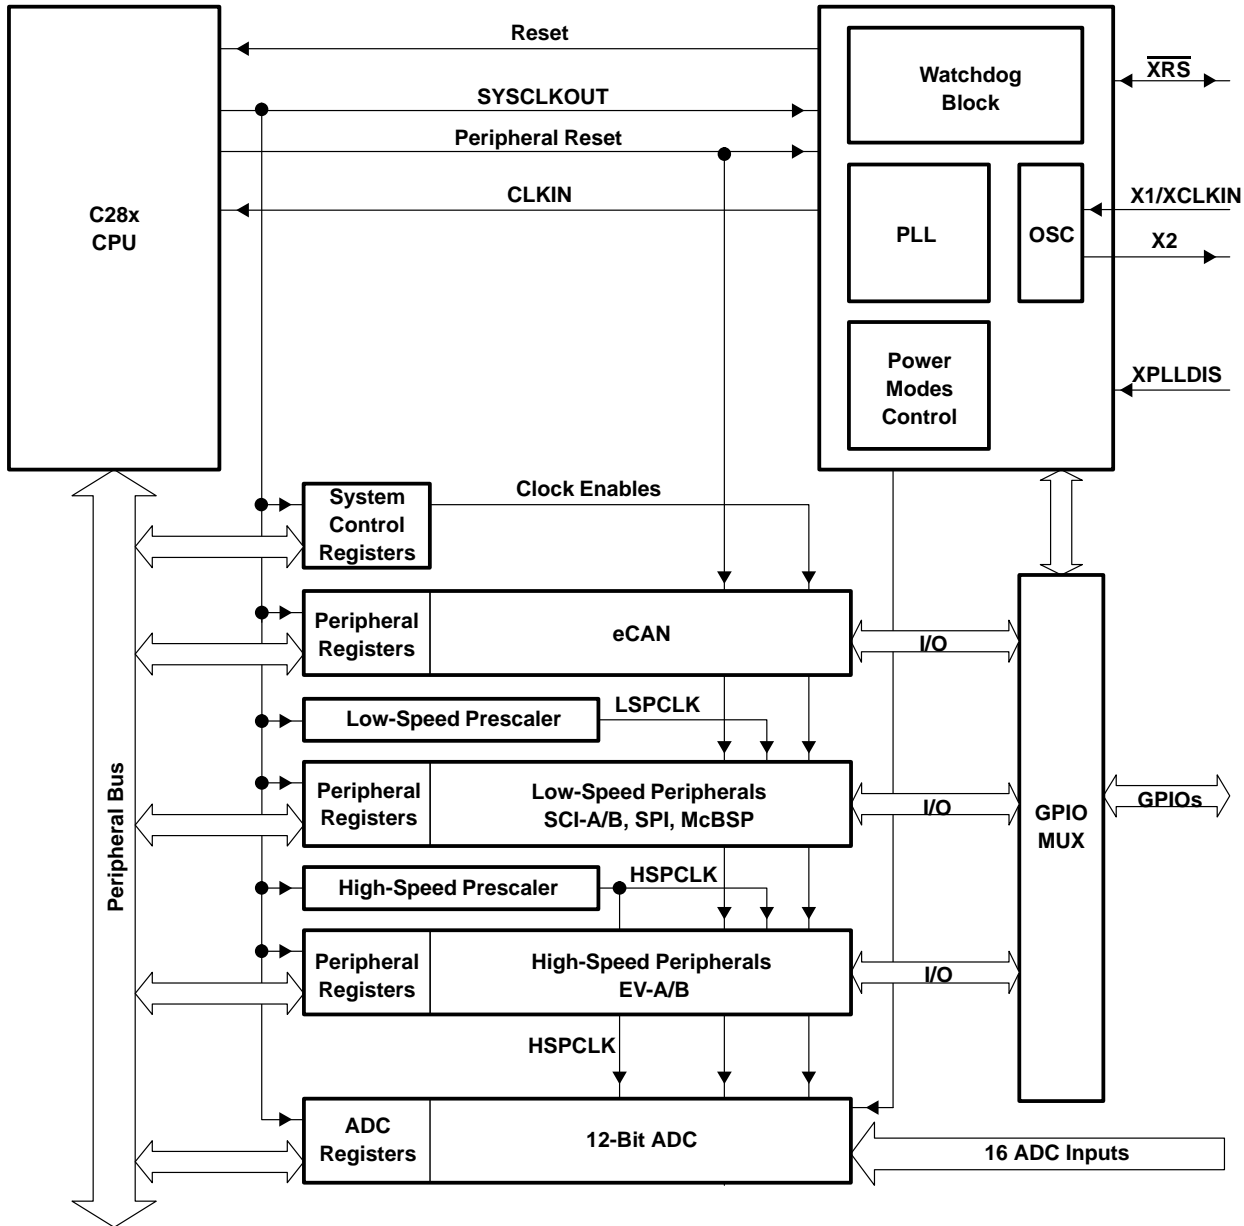 Reset
Watchdog
Block
XRS
SYSCLKOUT
Peripheral Reset
C28x
CPU
CLKIN
PLL
OSC
X1/XCLKIN
X2
Power
Modes
Control
XPLLDIS
System
Control
Registers
Clock Enables
Peripheral
Registers
eCAN
I/O
Low-Speed Prescaler
LSPCLK
Peripheral Bus
Peripheral
Registers
Low-Speed Peripherals
SCI-A/B, SPI, McBSP
I/O
GPIO
MUX
GPIOs
High-Speed Prescaler
HSPCLK
Peripheral
Registers
High-Speed Peripherals
EV-A/B
I/O
HSPCLK
ADC
Registers
12-Bit ADC
16 ADC Inputs